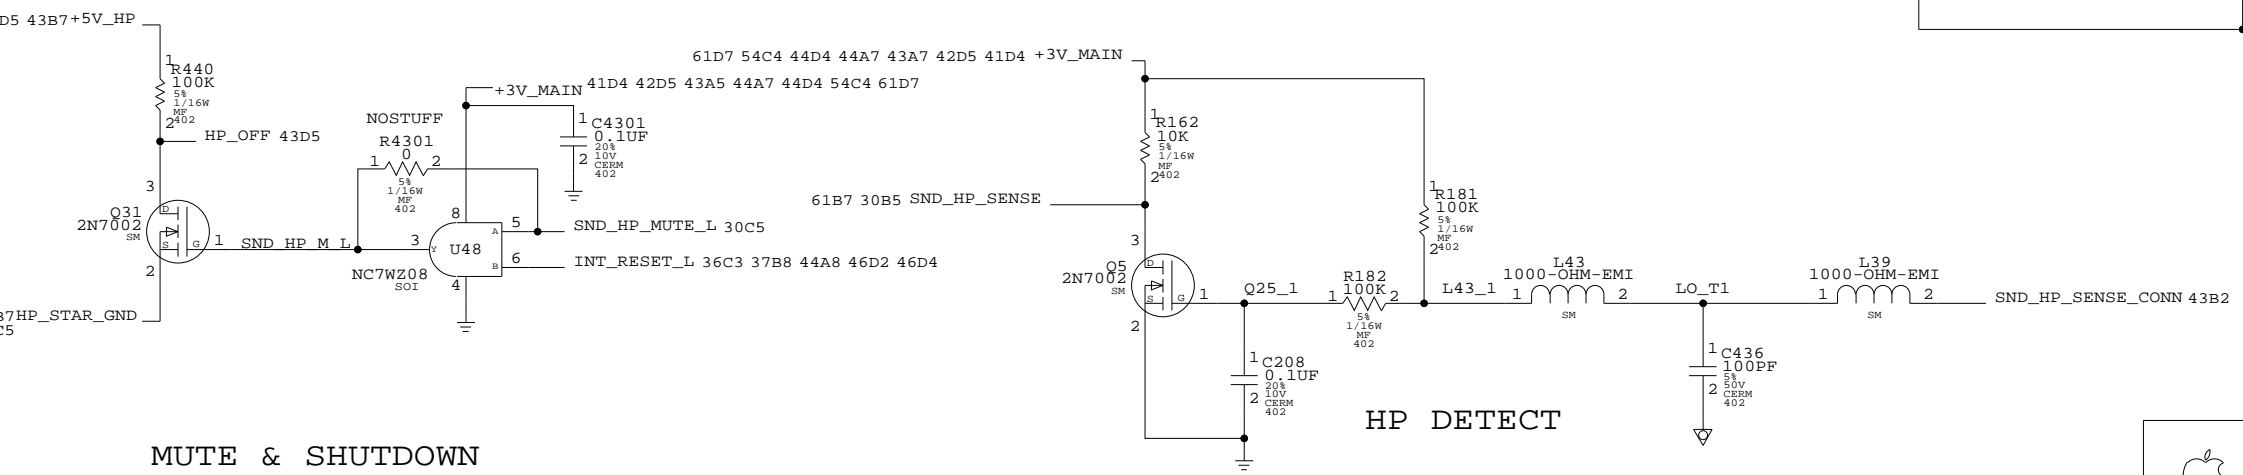 D5 43B7 +5V_HP
1
R440
100K
5%
1/16W
MF
402
2
HP_OFF 43D5
3
Q31
2N7002
SM
D
S
G
1
2
B7 HP_STAR_GND
C5
SND_HP_M_L
NOSTUFF
R4301
0
1
2
5%
1/16W
MF
402
+3V_MAIN 41D4 42D5 43A5 44A7 44D4 54C4 61D7
1
C4301
0.1UF
20%
10V
CERM
402
2
8
3
Y
U48
A
5
SND_HP_MUTE_L 30C5
B
6
INT_RESET_L 36C3 37B8 44A8 46D2 46D4
NC7WZ08
SOI
4
MUTE & SHUTDOWN
61D7 54C4 44D4 44A7 43A7 42D5 41D4 +3V_MAIN
1
R162
10K
5%
1/16W
MF
402
2
61B7 30B5 SND_HP_SENSE
3
Q5
2N7002
SM
D
S
G
1
2
Q25_1
1
C208
0.1UF
20%
10V
CERM
402
2
R182
100K
1
2
5%
1/16W
MF
402
1
R181
100K
5%
1/16W
MF
402
2
L43_1
L43
1000-OHM-EMI
1
2
SM
LO_T1
1
C436
100PF
5%
50V
CERM
402
2
L39
1000-OHM-EMI
1
2
SM
SND_HP_SENSE_CONN 43B2
HP DETECT